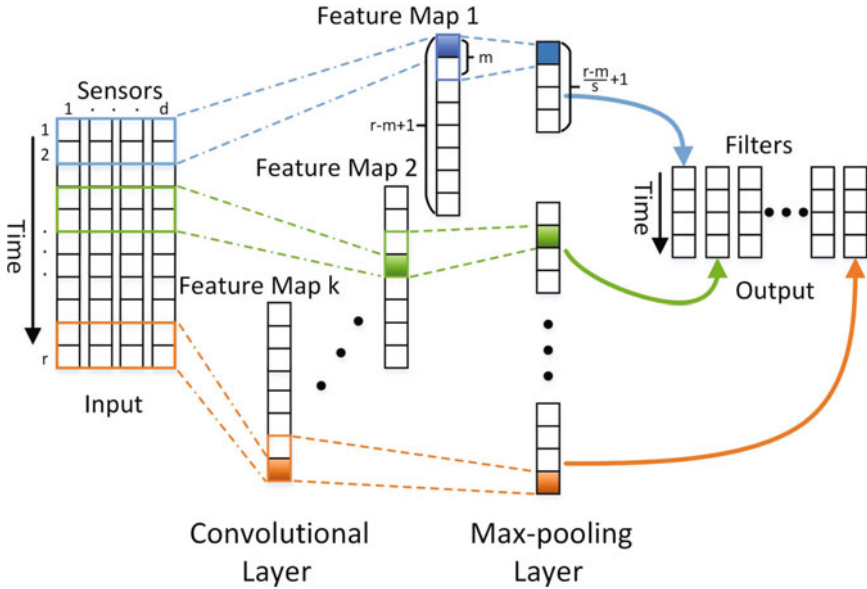 Feature Map 1
m
r-m+1
r-m
s
+1
Sensors
1 . . . d
1
2
.
.
.
r
Time
Input
Feature Map 2
Feature Map k
Filters
Time
Output
Convolutional
Layer
Max-pooling
Layer